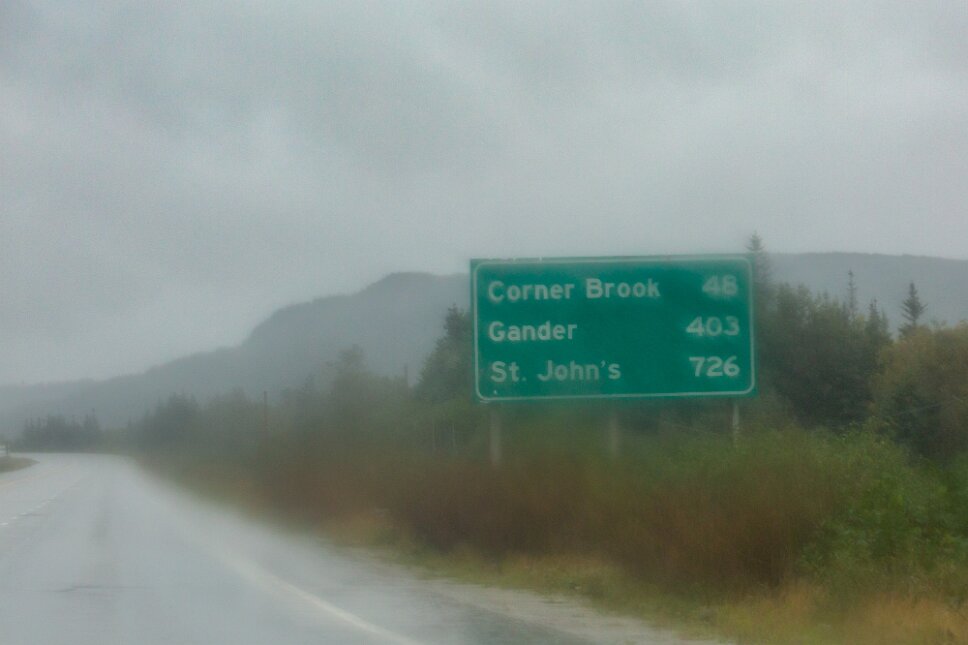 Corner Brook 48
Gander 403
St. John's 726